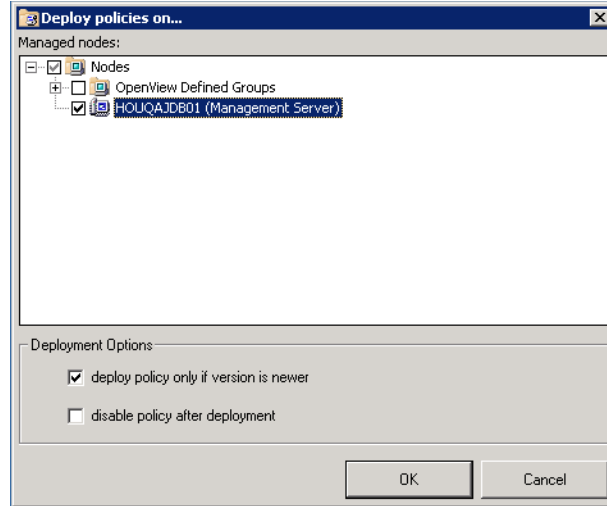 Deploy policies on...
Managed nodes:
Nodes
OpenView Defined Groups
HOUQAJDB01 (Management Server)
Deployment Options
deploy policy only if version is newer
disable policy after deployment
OK Cancel